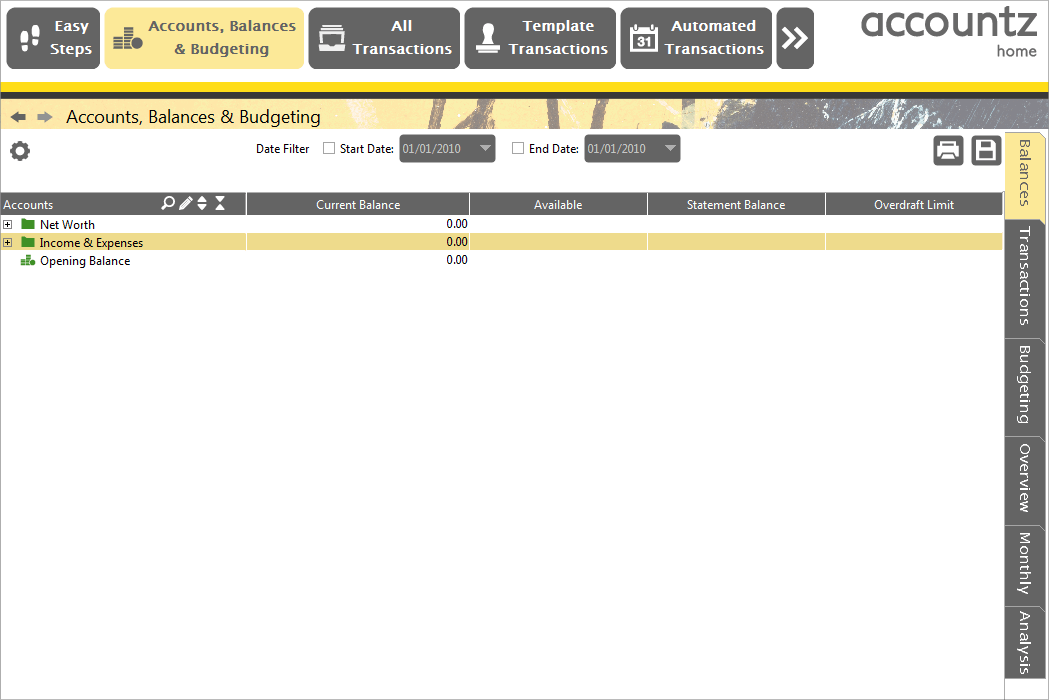 Easy
Steps
Accounts, Balances
& Budgeting
All
Transactions
Template
Transactions
31
Automated
Transactions
accountz
home
Accounts, Balances & Budgeting
Date Filter Start Date: 01/01/2010 End Date: 01/01/2010
Accounts Current Balance Available Statement Balance Overdraft Limit
Net Worth 0.00
Income & Expenses 0.00
Opening Balance 0.00
Balances
Transactions
Budgeting
Overview
Monthly
Analysis